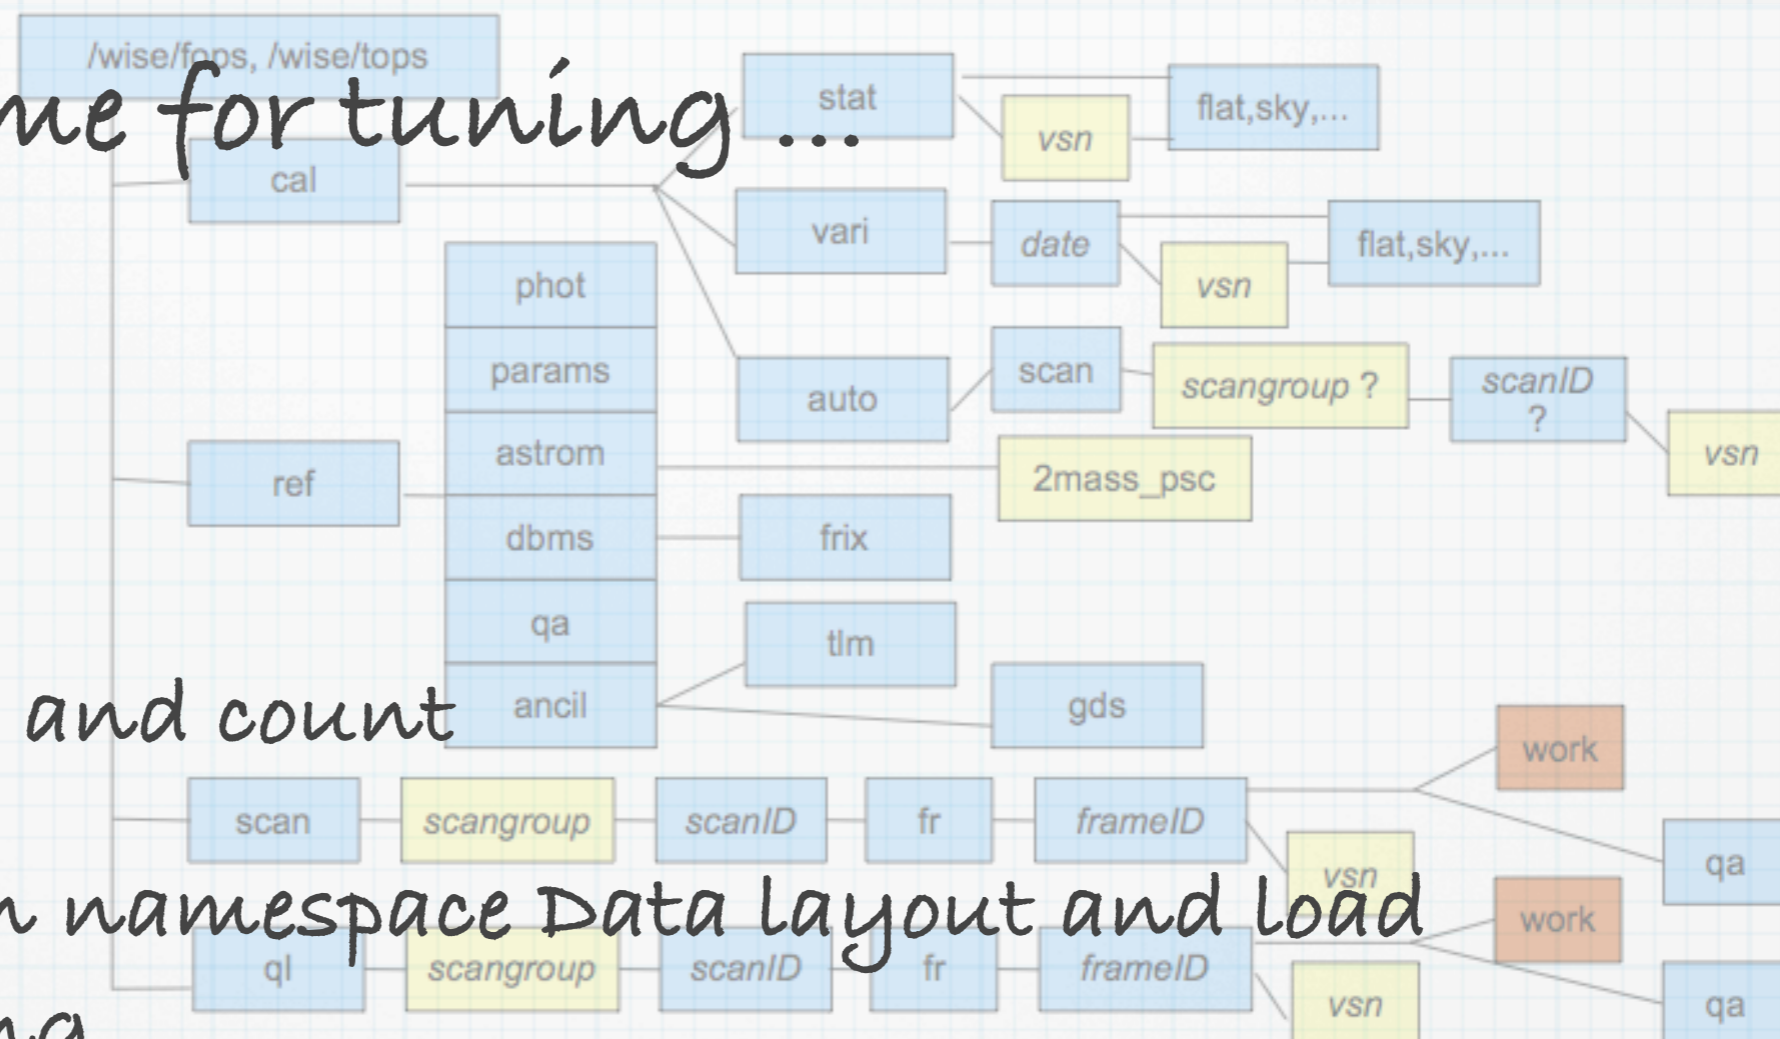 /wise/fops, /wise/tops
me for tuning ...
stat
flat,sky,...
vsn
cal
vari
date
flat,sky,...
vsn
phot
params
auto
scan
scangroup ?
scanID
?
vsn
ref
astrom
2mass_psc
dbms
frix
qa
tlm
and count
ancil
gds
work
scan
scangroup
scanID
fr
frameID
vsn
qa
namespace Data layout and load
work
ql
scangroup
scanID
fr
frameID
vsn
qa